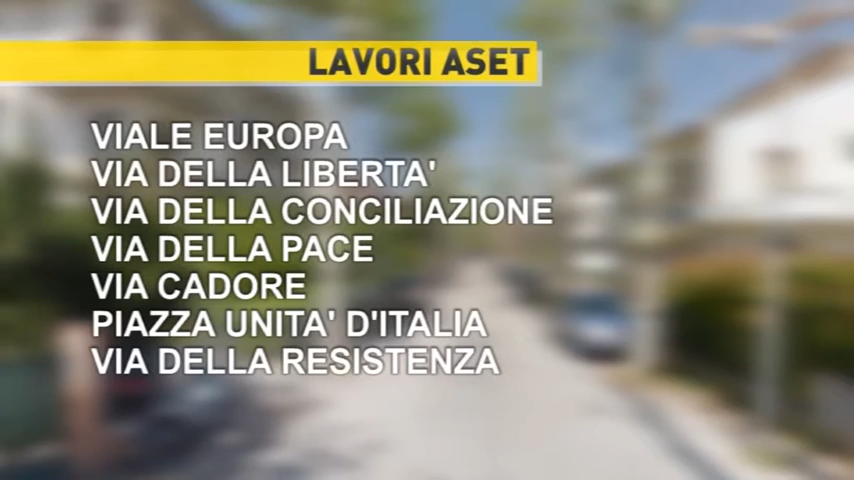 LAVORI ASET
VIALE EUROPA
VIA DELLA LIBERTA'
VIA DELLA CONCILIAZIONE
VIA DELLA PACE
VIA CADORE
PIAZZA UNITA' D'ITALIA
VIA DELLA RESISTENZA